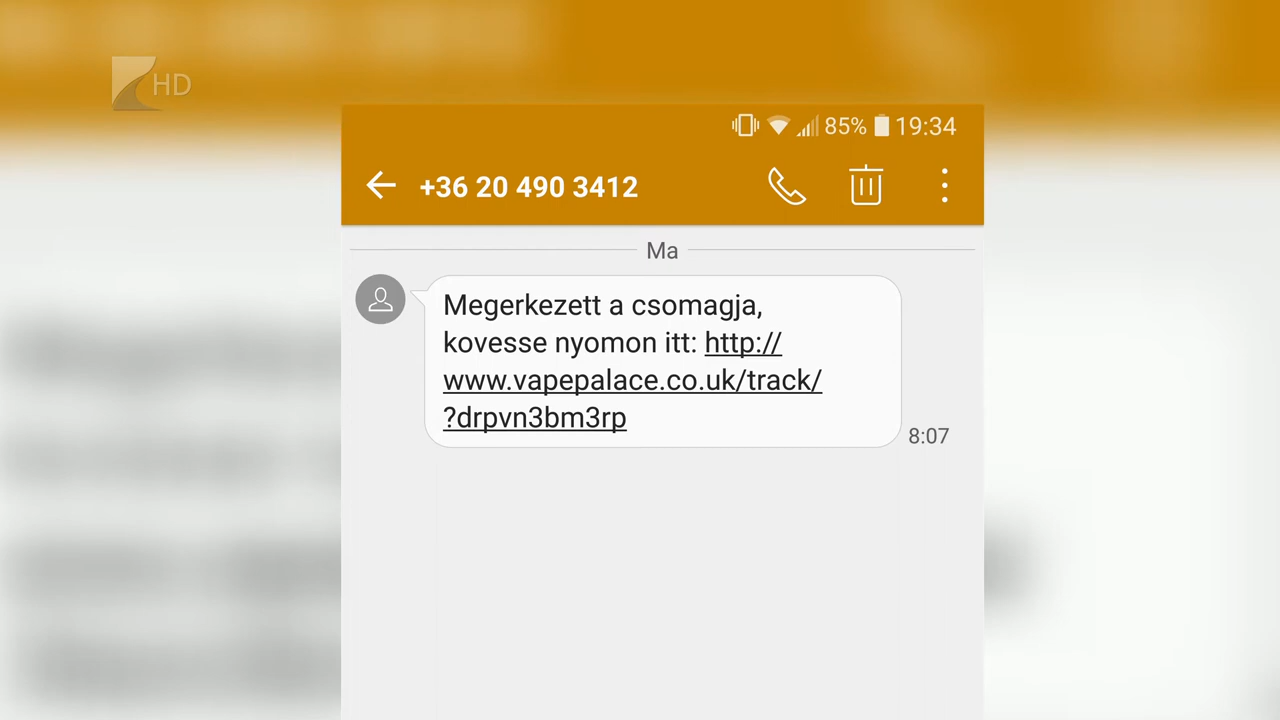 HD
85% 19:34
+36 20 490 3412
Ma
Megerkezett a csomagja,
kovesse nyomon itt: http://
www.vapepalace.co.uk/track/
?drpvn3bm3rp
8:07